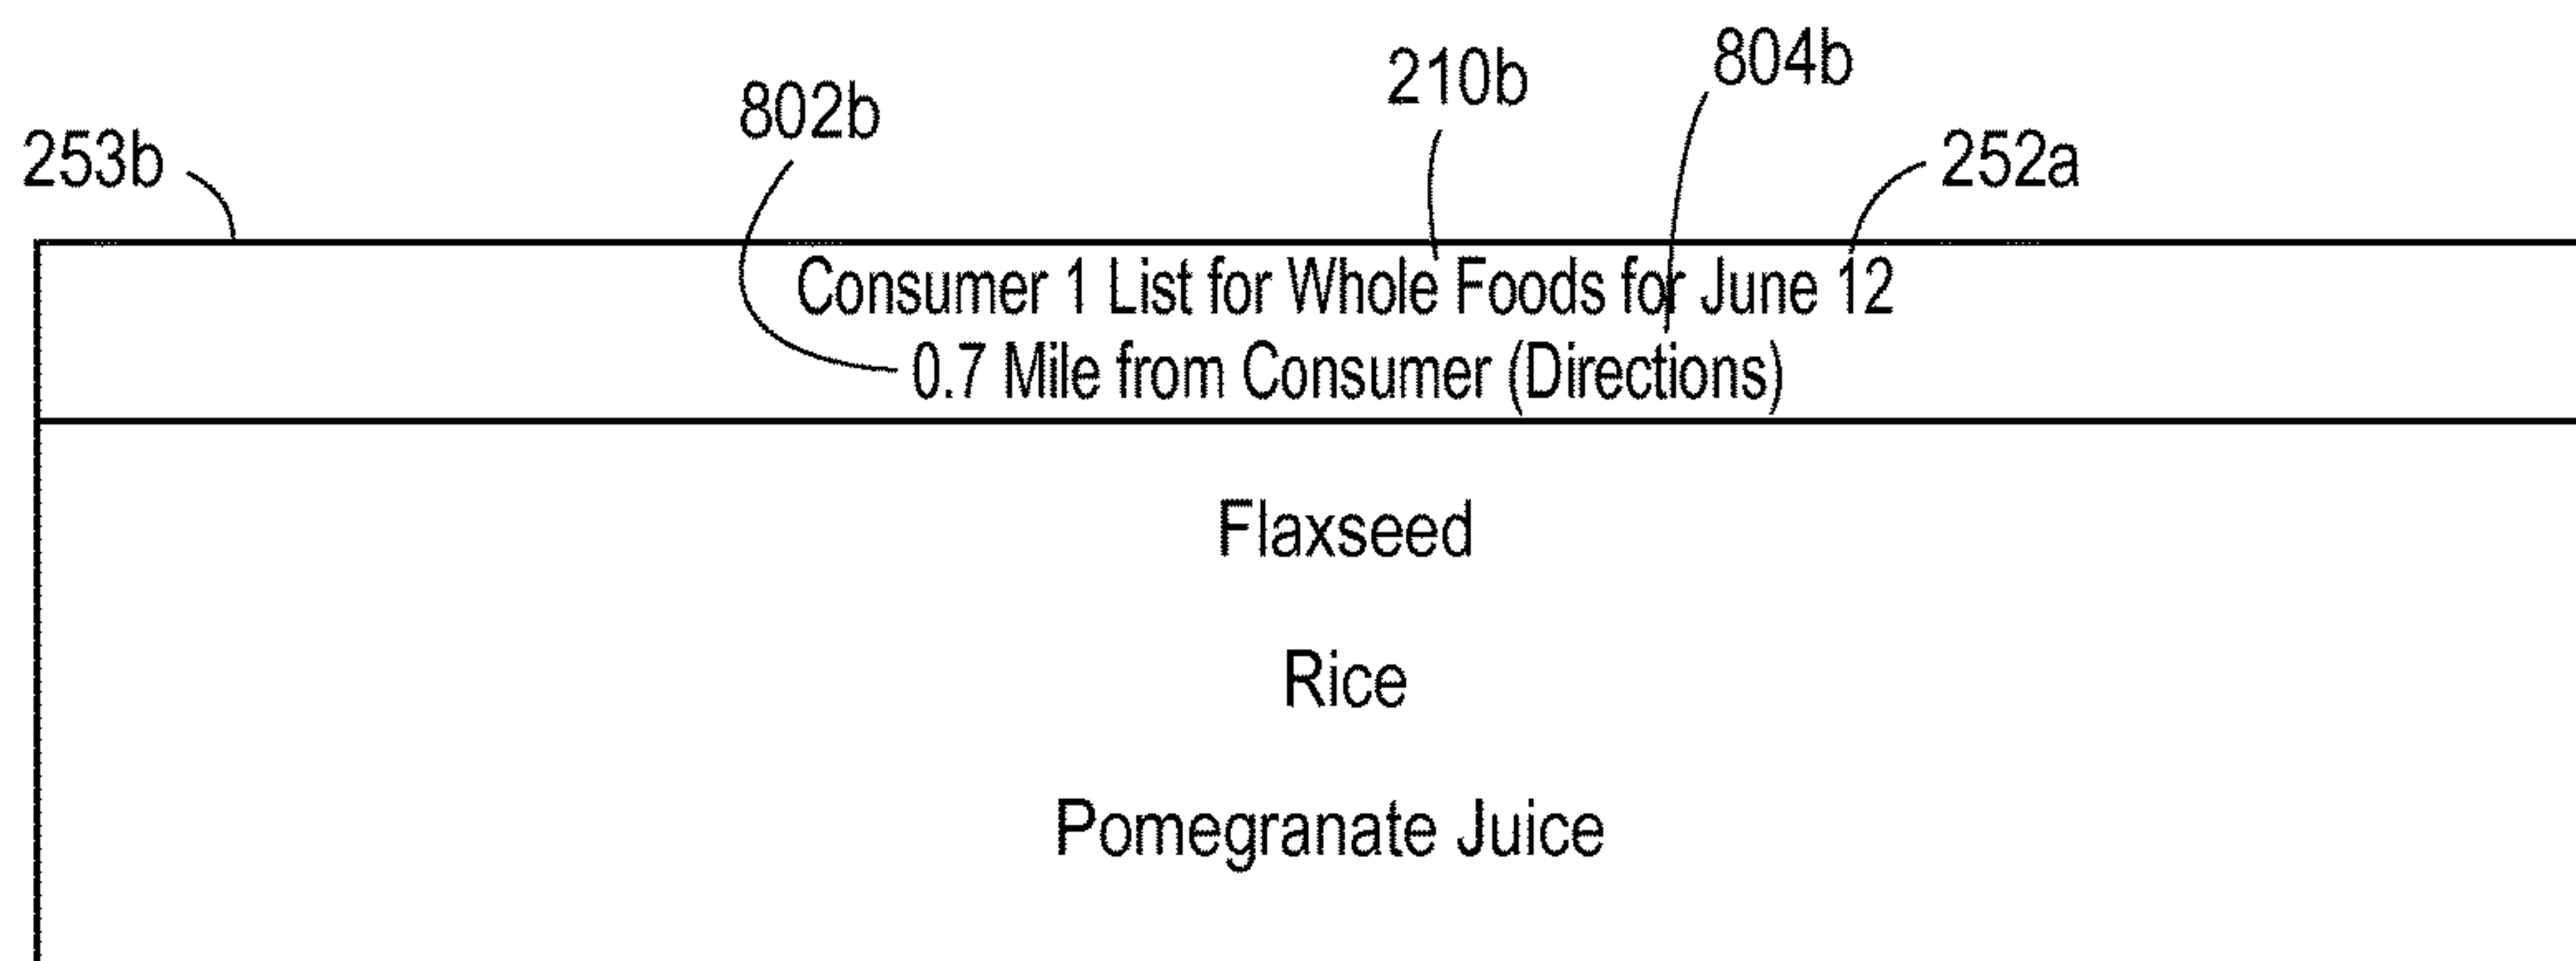 253b
802b
210b
804b
252a
Consumer 1 List for Whole Foods for June 12
0.7 Mile from Consumer (Directions)
Flaxseed
Rice
Pomegranate Juice